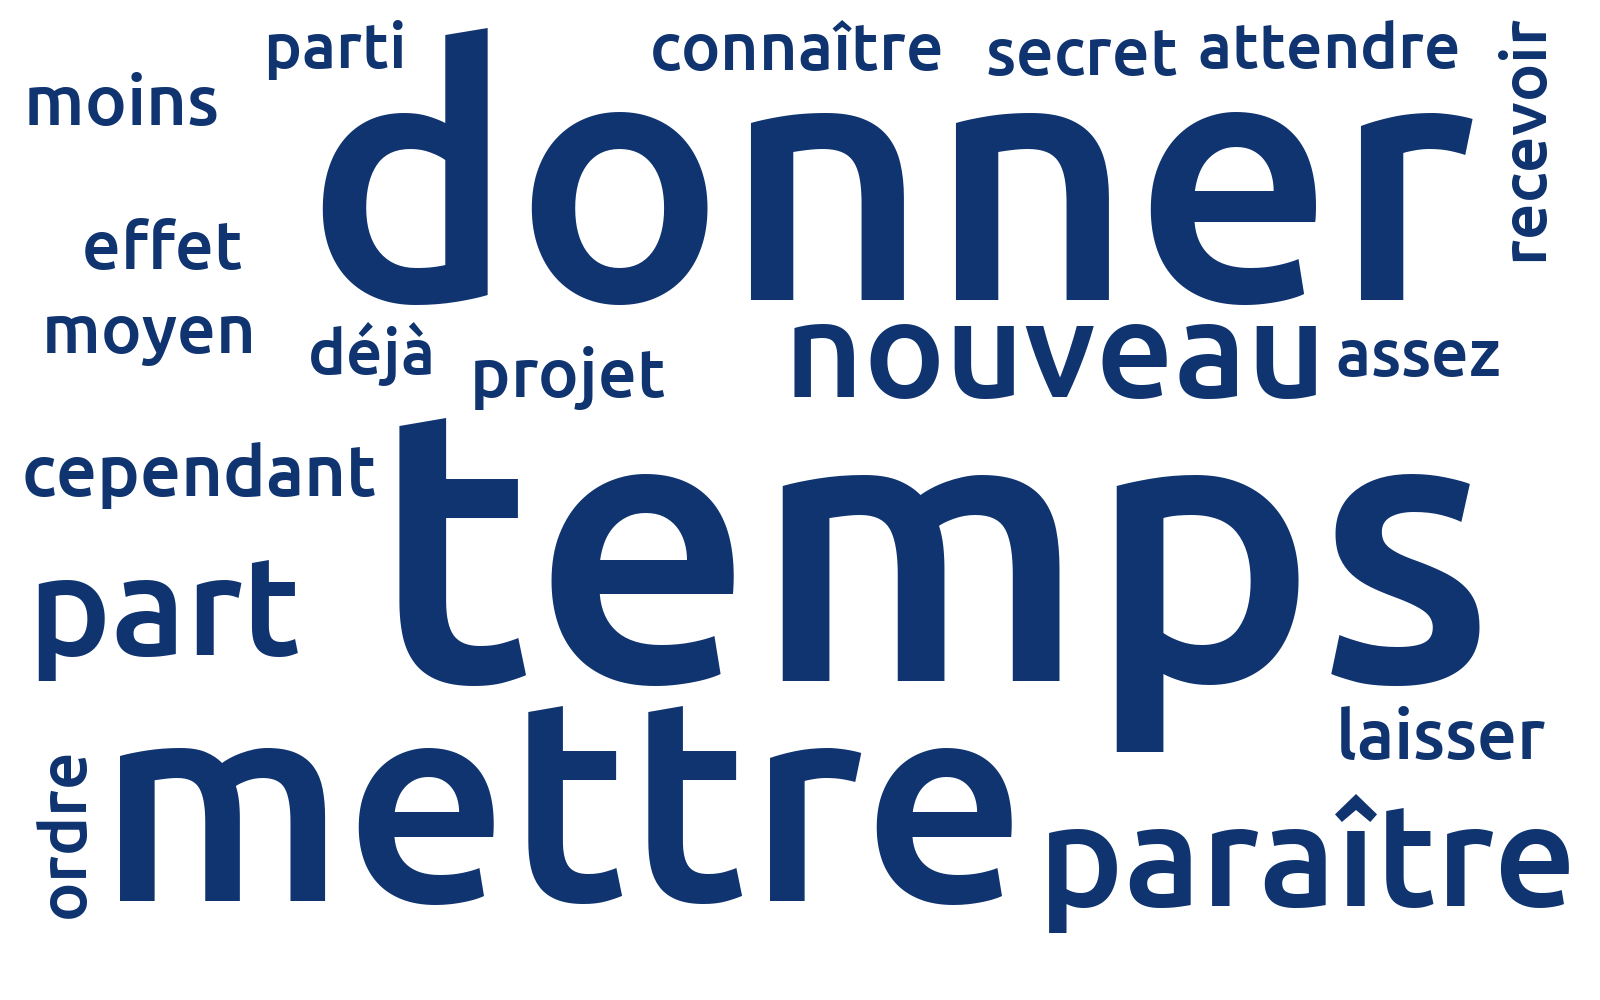 parti
connaître
secret
attendre
recevoir
moins
donner
effet
moyen
déjà
projet
nouveau
assez
cependant
temps
part
laisser
ordre
mettre
paraître